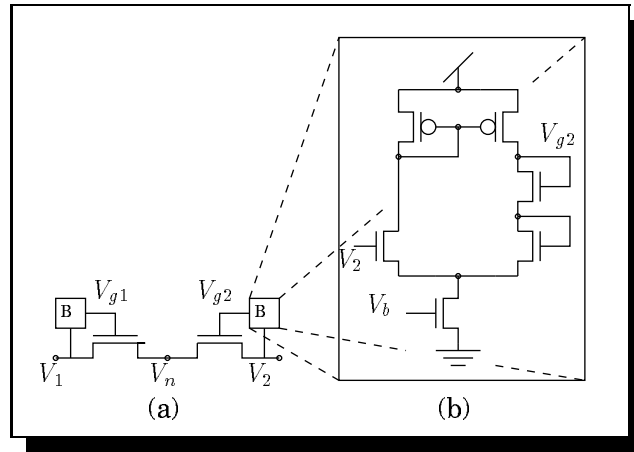 V_{g2}
V_2
V_b
V_{g1} V_{g2}
B B
V_1 V_n V_2
(a) (b)